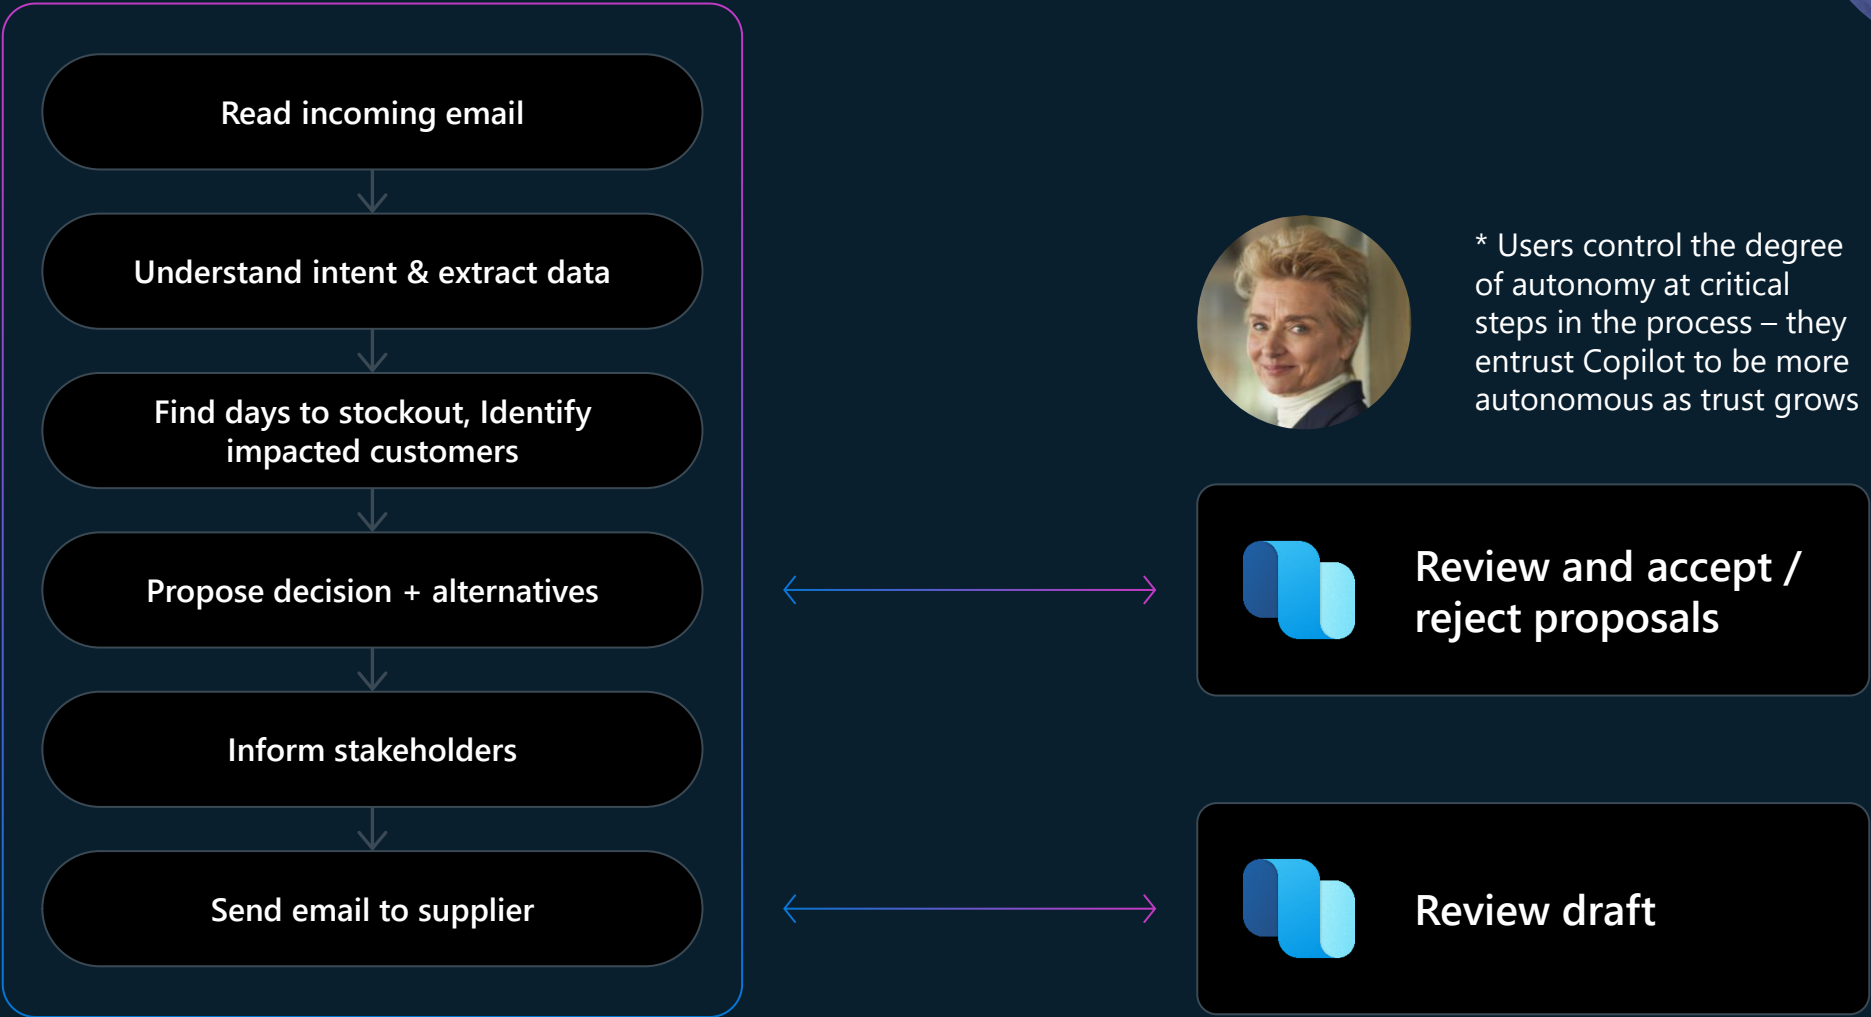 Read incoming email
Understand intent & extract data
Find days to stockout, Identify
impacted customers
Propose decision + alternatives
Inform stakeholders
Send email to supplier
* Users control the degree
of autonomy at critical
steps in the process – they
entrust Copilot to be more
autonomous as trust grows
Review and accept /
reject proposals
Review draft